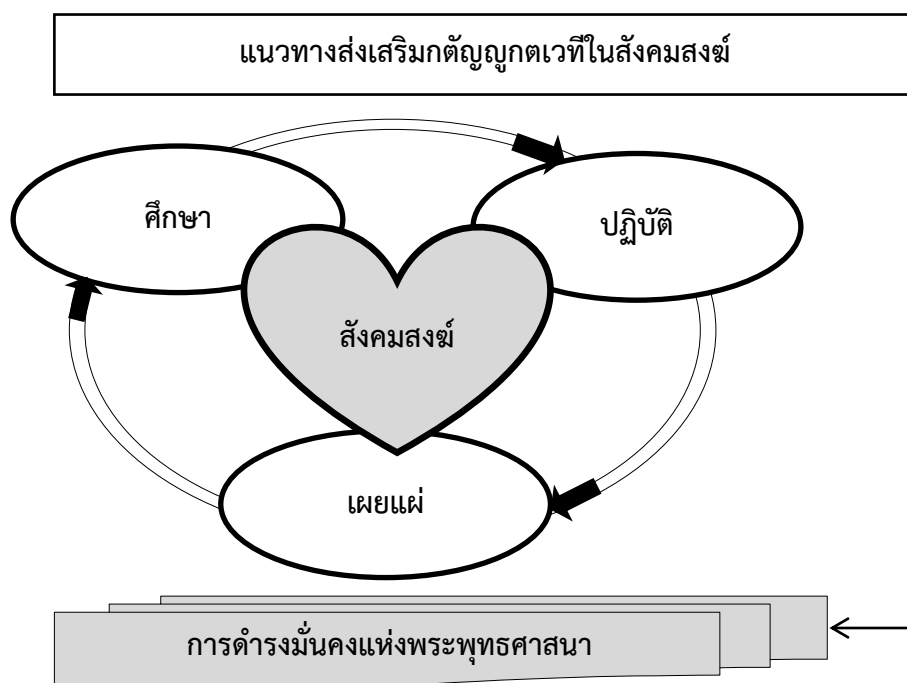 แนวทางส่งเสริมกตัญญูกตเวทีในสังคมสงฆ์
ศึกษา
ปฏิบัติ
สังคมสงฆ์
เผยแผ่
การดำรงมั่นคงแห่งพระพุทธศาสนา